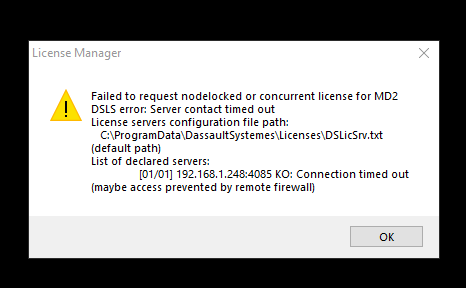 License Manager
Failed to request nodelocked or concurrent license for MD2
DSLS error: Server contact timed out
License servers configuration file path:
C:\ProgramData\DassaultSystemes\Licenses\DSLicSrv.txt
(default path)
List of declared servers:
[01/01] 192.168.1.248:4085 KO: Connection timed out
(maybe access prevented by remote firewall)
OK